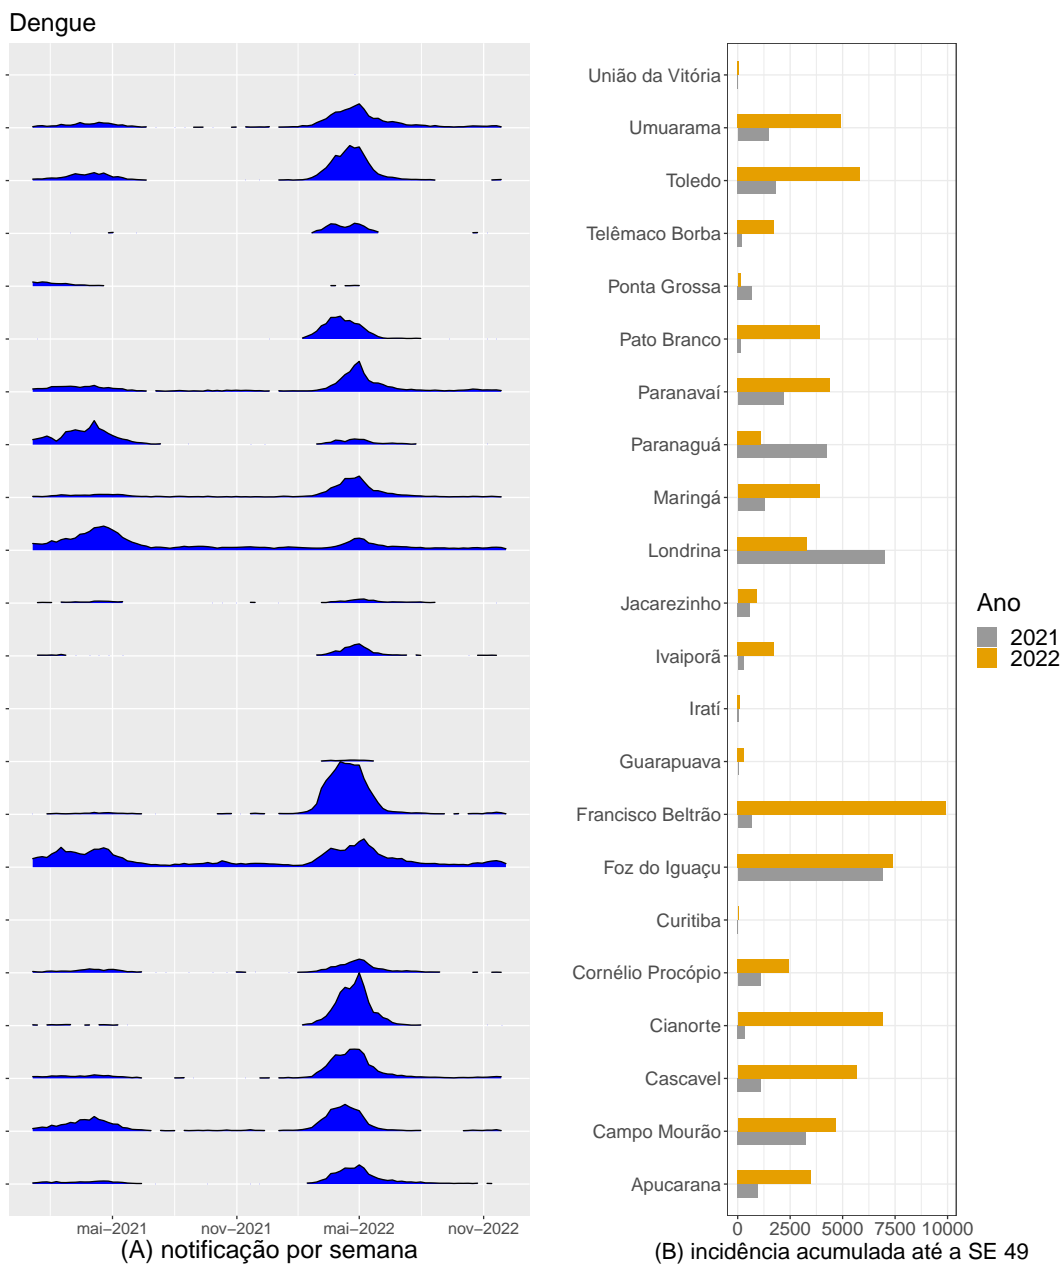 Dengue
União da Vitória
Umuarama
Toledo
Telêmaco Borba
Ponta Grossa
Pato Branco
Paranavaí
Paranaguá
Maringá
Londrina
Jacarezinho
Ivaiporã
Iratí
Guarapuava
Francisco Beltrão
Foz do Iguaçu
Curitiba
Cornélio Procópio
Cianorte
Cascavel
Campo Mourão
Apucarana
Ano
2021
2022
mai−2021 nov−2021 mai−2022 nov−2022
(A) notificação por semana
0 2500 5000 7500 10000
(B) incidência acumulada até a SE 49